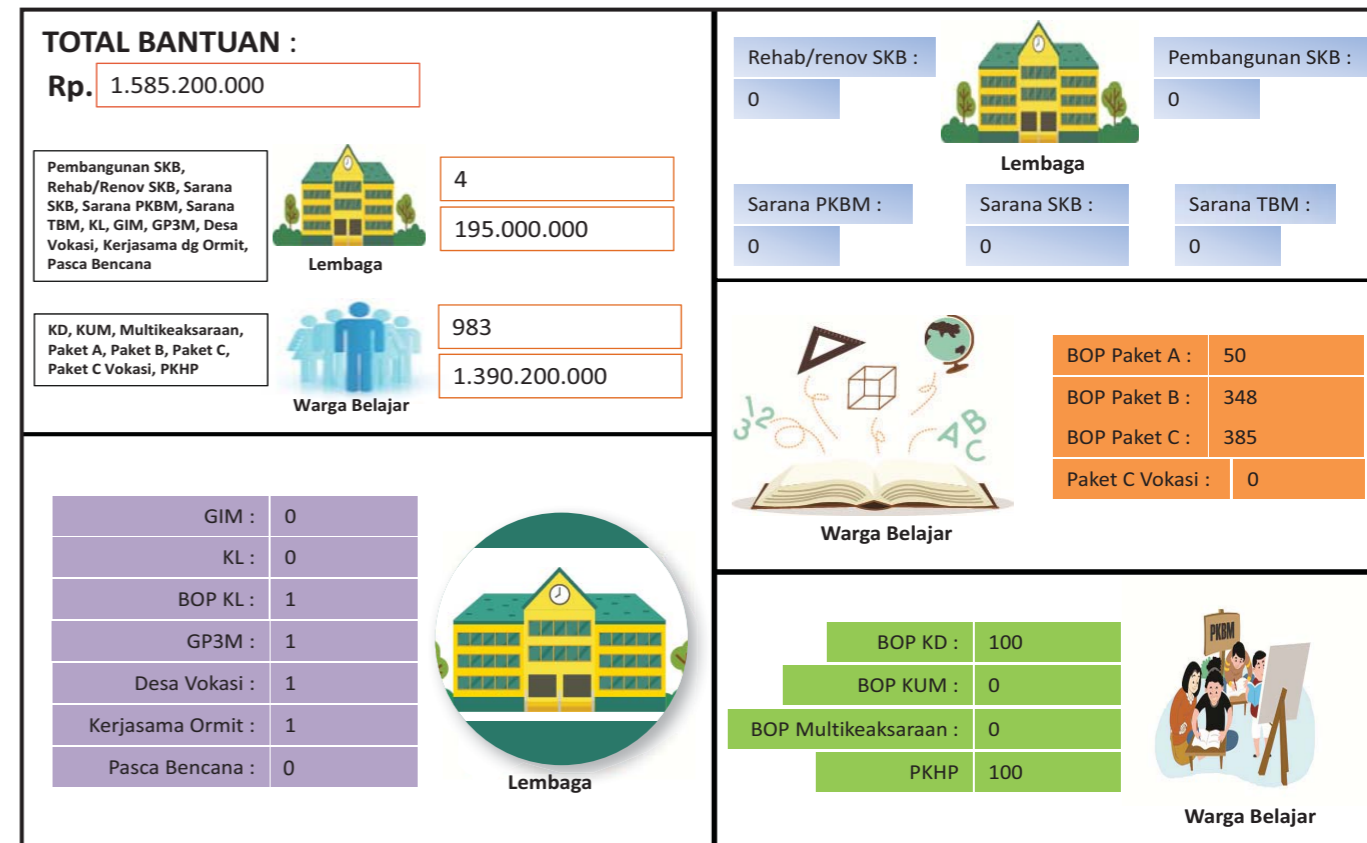 TOTAL BANTUAN :
Rp. 1.585.200.000
Pembangunan SKB,
Rehab/Renov SKB, Sarana
SKB, Sarana PKBM, Sarana
TBM, KL, GIM, GP3M, Desa
Vokasi, Kerjasama dg Ormit,
Pasca Bencana
Lembaga
4
195.000.000
KD, KUM, Multikeaksaraan,
Paket A, Paket B, Paket C,
Paket C Vokasi, PKHP
Warga Belajar
983
1.390.200.000
Rehab/renov SKB :
0
Pembangunan SKB :
0
Lembaga
Sarana PKBM :
0
Sarana SKB :
0
Sarana TBM :
0
123
ABC
Warga Belajar
BOP Paket A : 50
BOP Paket B : 348
BOP Paket C : 385
Paket C Vokasi : 0
GIM : 0
KL : 0
BOP KL : 1
GP3M : 1
Desa Vokasi : 1
Kerjasama Ormit : 1
Pasca Bencana : 0
Lembaga
BOP KD : 100
BOP KUM : 0
BOP Multikeaksaraan : 0
PKHP 100
PKBM
Warga Belajar